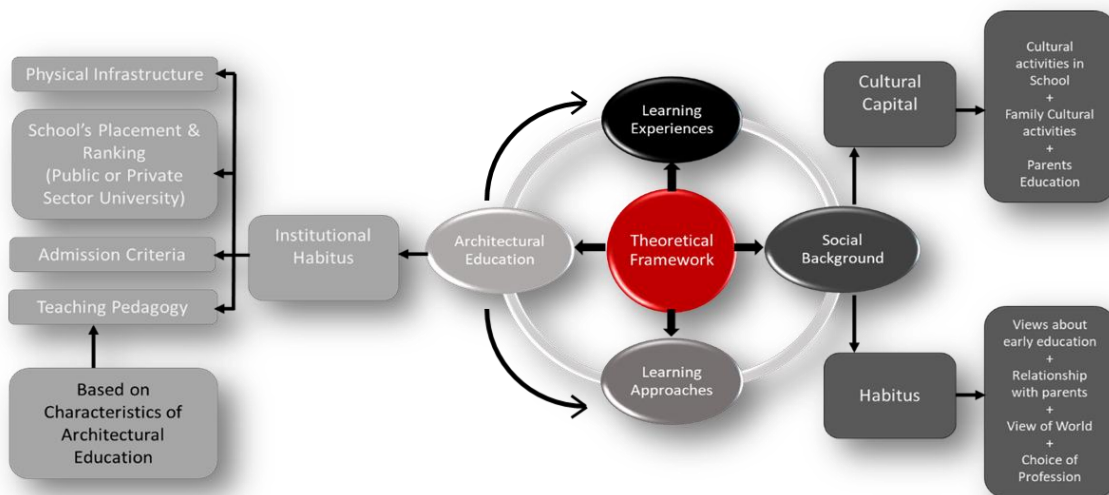 Physical Infrastructure
School's Placement &
Ranking
(Public or Private
Sector University)
Admission Criteria
Teaching Pedagogy
Based on
Characteristics of
Architectural
Education
Institutional
Habitus
Architectural
Education
Learning
Experiences
Theoretical
Framework
Learning
Approaches
Social
Background
Cultural
Capital
Habitus
Cultural
activities in
School
+
Family Cultural
activities
+
Parents
Education
Views about
early education
+
Relationship
with parents
+
View of World
+
Choice of
Profession